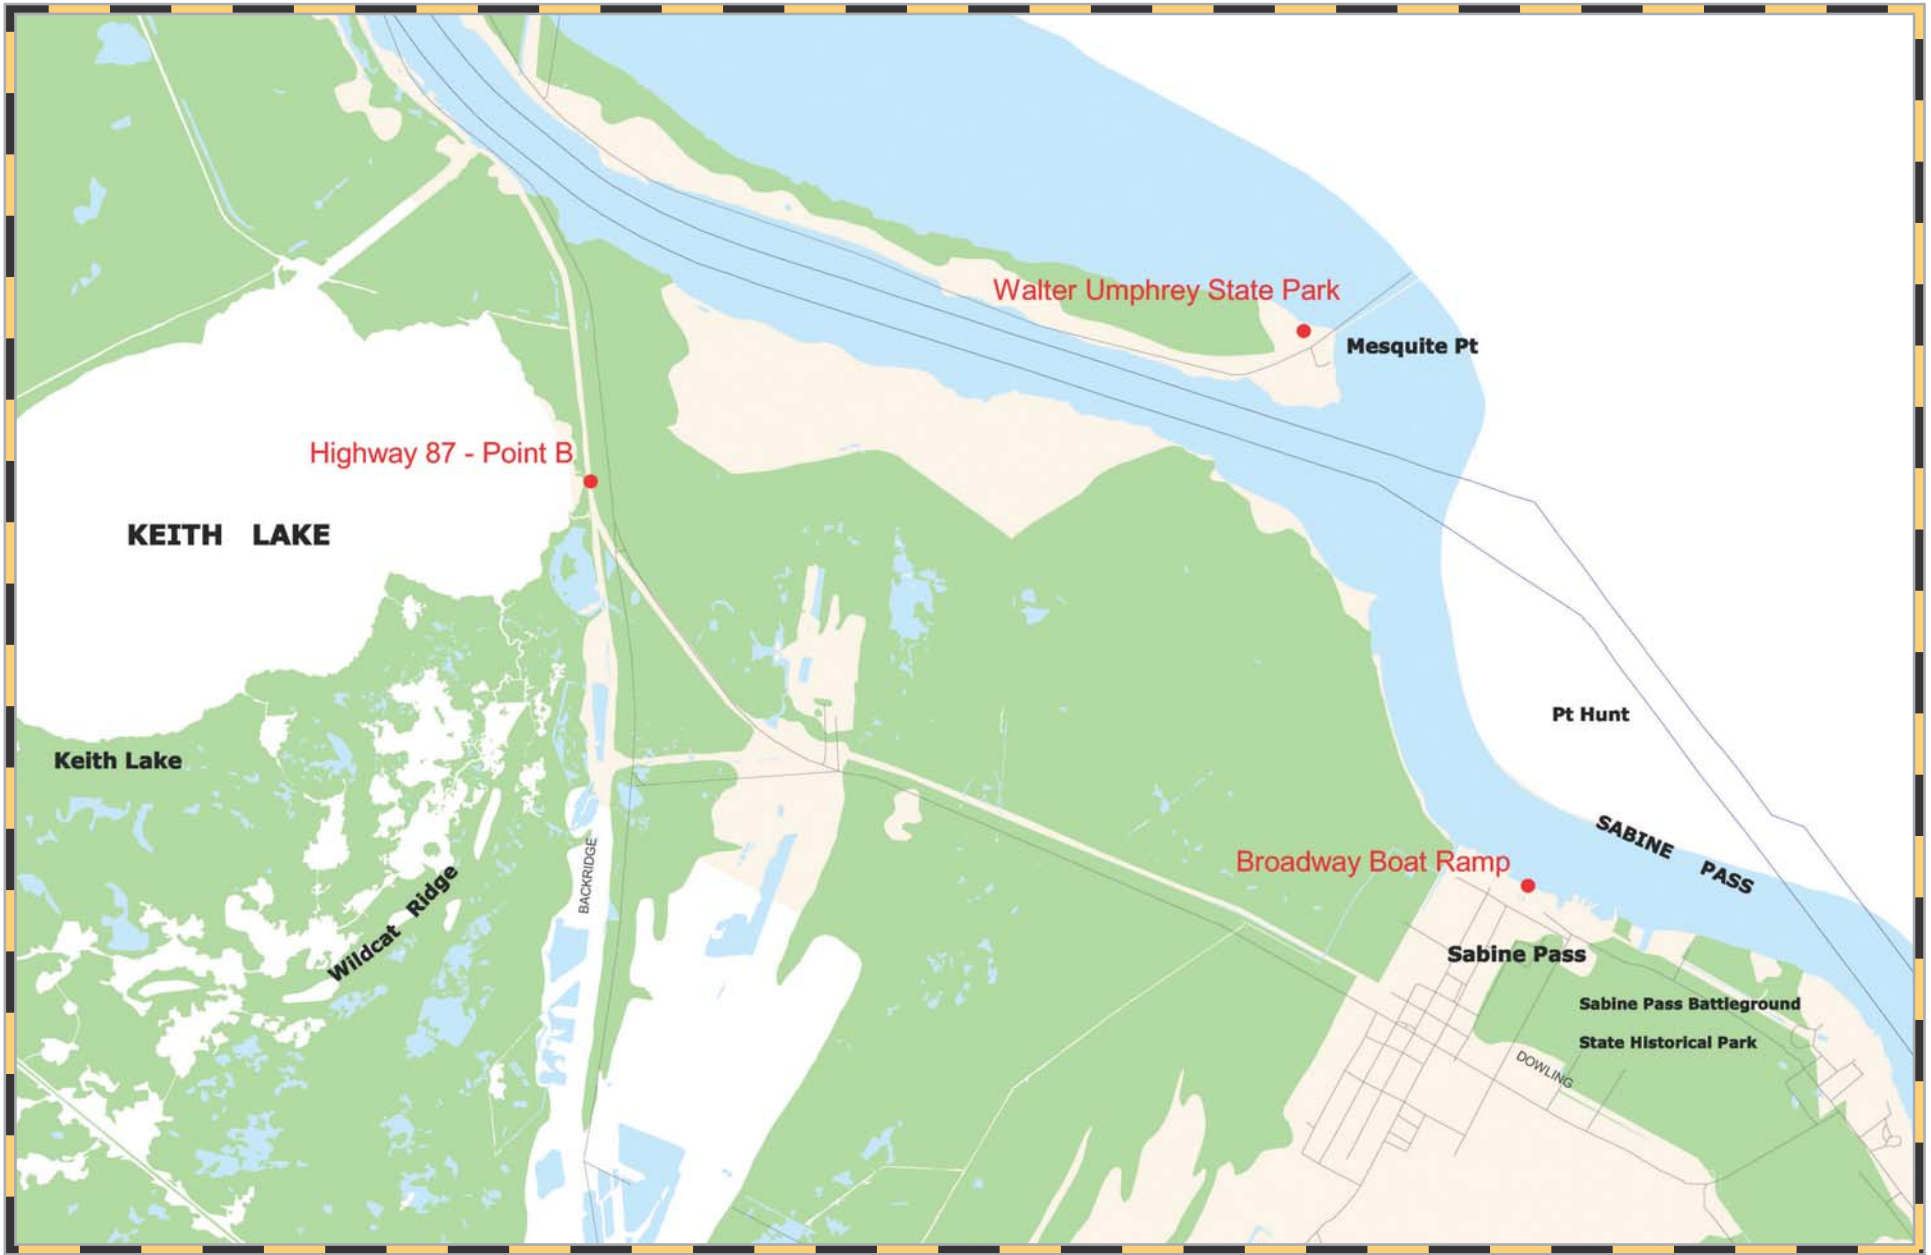 Walter Umphrey State Park
Mesquite Pt
Highway 87 - Point B
KEITH LAKE
Pt Hunt
Keith Lake
SABINE PASS
BACKRIDGE
Broadway Boat Ramp
Wildcat Ridge
Sabine Pass
Sabine Pass Battleground
State Historical Park
DOWLING